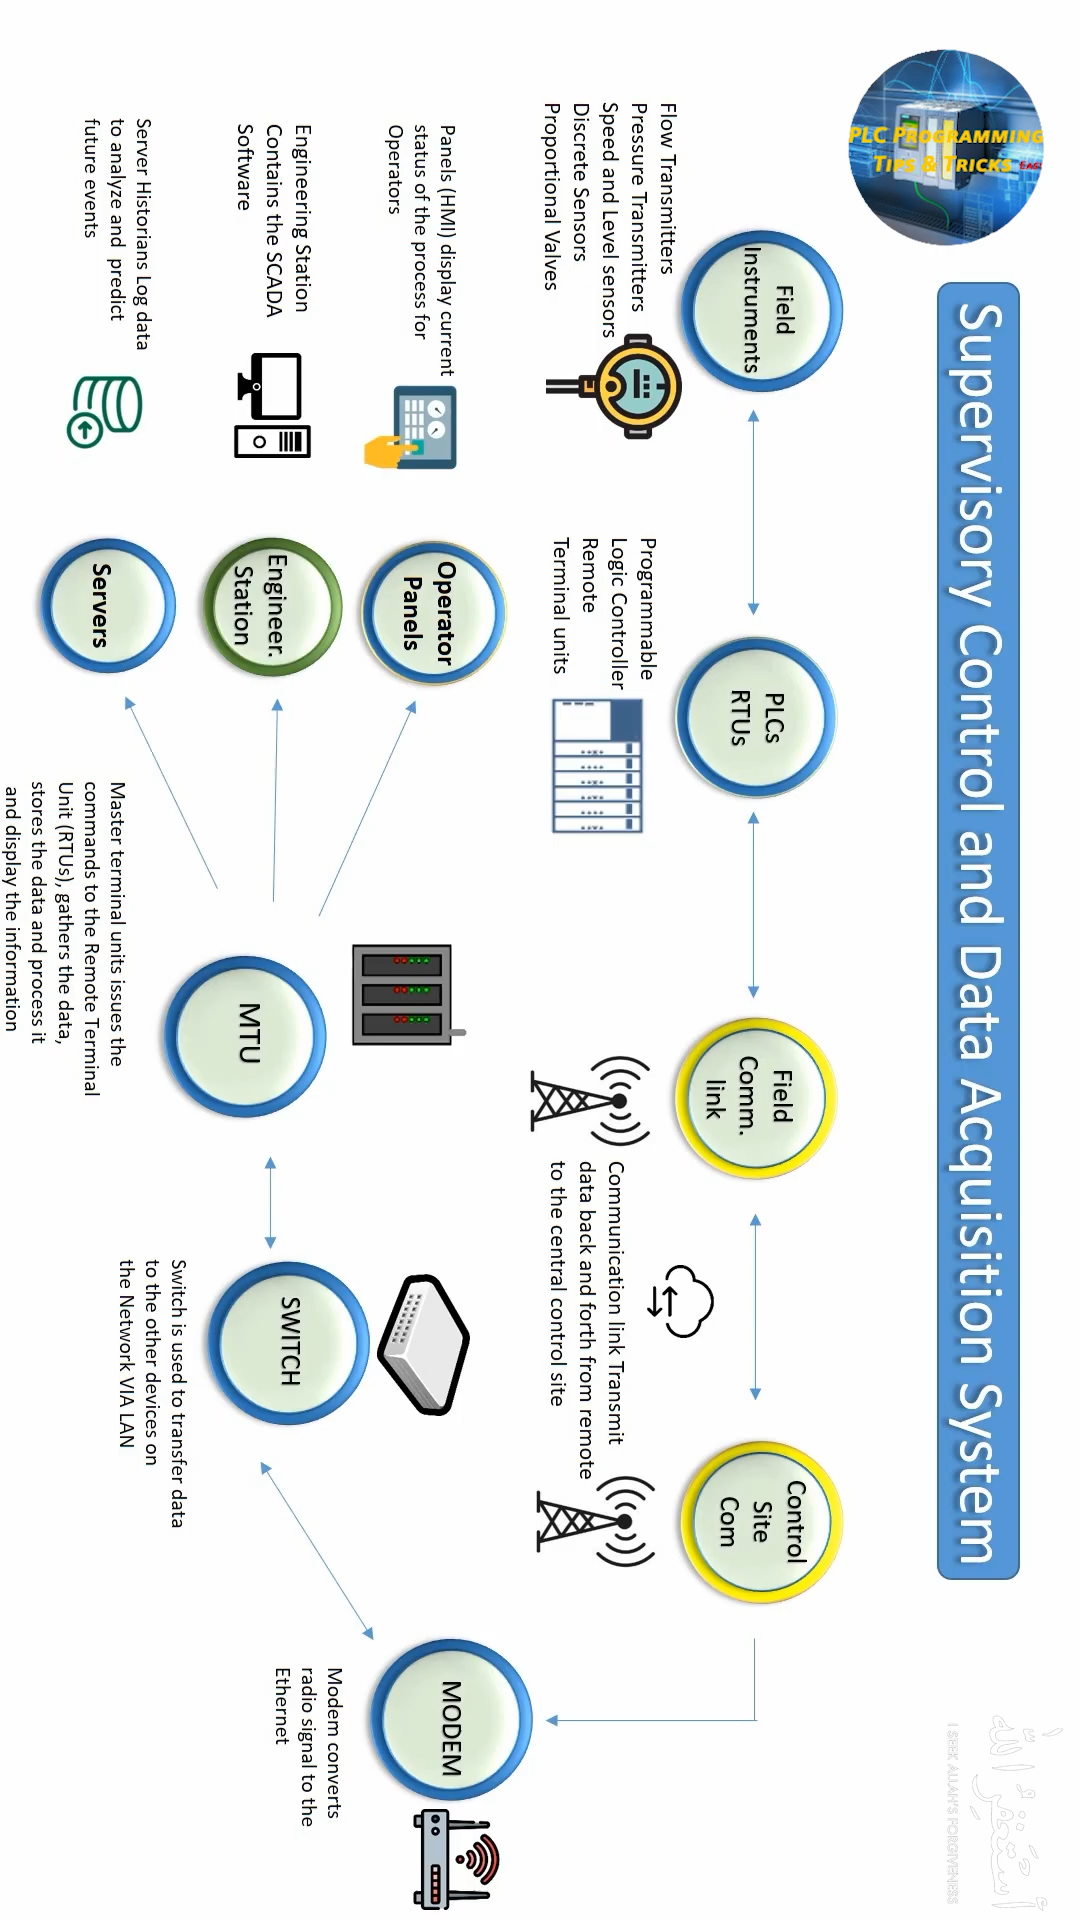 PLC PROGRAMMING
TIPS & TRICKS EASY
Supervisory Control and Data Acquisition System
أَسْتَغْفِرُ اللّٰهَ
I SEEK ALLAH'S FORGIVENESS
Field
Instruments
PLCs
RTUs
Field
Comm.
link
Control
Site
Com
Flow Transmitters
Pressure Transmitters
Speed and Level sensors
Discrete Sensors
Proportional Valves
Programmable
Logic Controller
Remote
Terminal units
Communication link Transmit
data back and forth from remote
to the central control site
MODEM
Modem converts
radio signal to the
Ethernet
Panels (HMI) display current
status of the process for
Operators
Operator
Panels
Engineering Station
Contains the SCADA
Software
Engineer.
Station
MTU
SWITCH
Server Historians Log data
to analyze and  predict
future events
Servers
Master terminal units issues the
commands to the Remote Terminal
Unit (RTUs), gathers the data,
stores the data and process it
and display the information
Switch is used to transfer data
to the other devices on
the Network VIA LAN